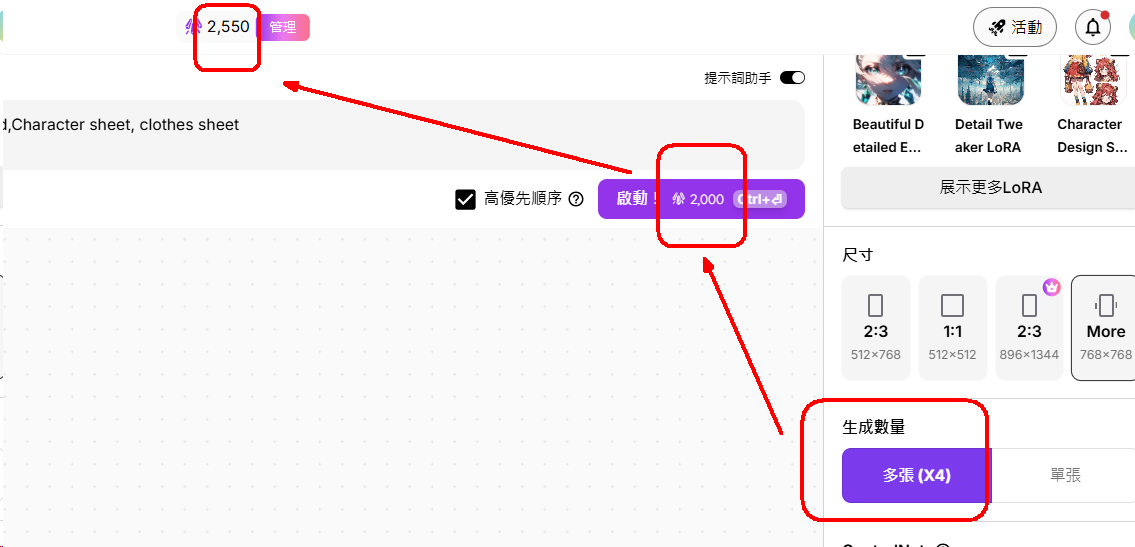 2,550 管理
活動
提示詞助手
d,Character sheet, clothes sheet
Beautiful D
etailed E...
Detail Twe
aker LoRA
Character
Design S...
展示更多LoRA
高優先順序
啟動！ 2,000 Ctrl+⏎
尺寸
2:3
512×768
1:1
512×512
2:3
896×1344
More
768×768
生成數量
多張 (X4)
單張